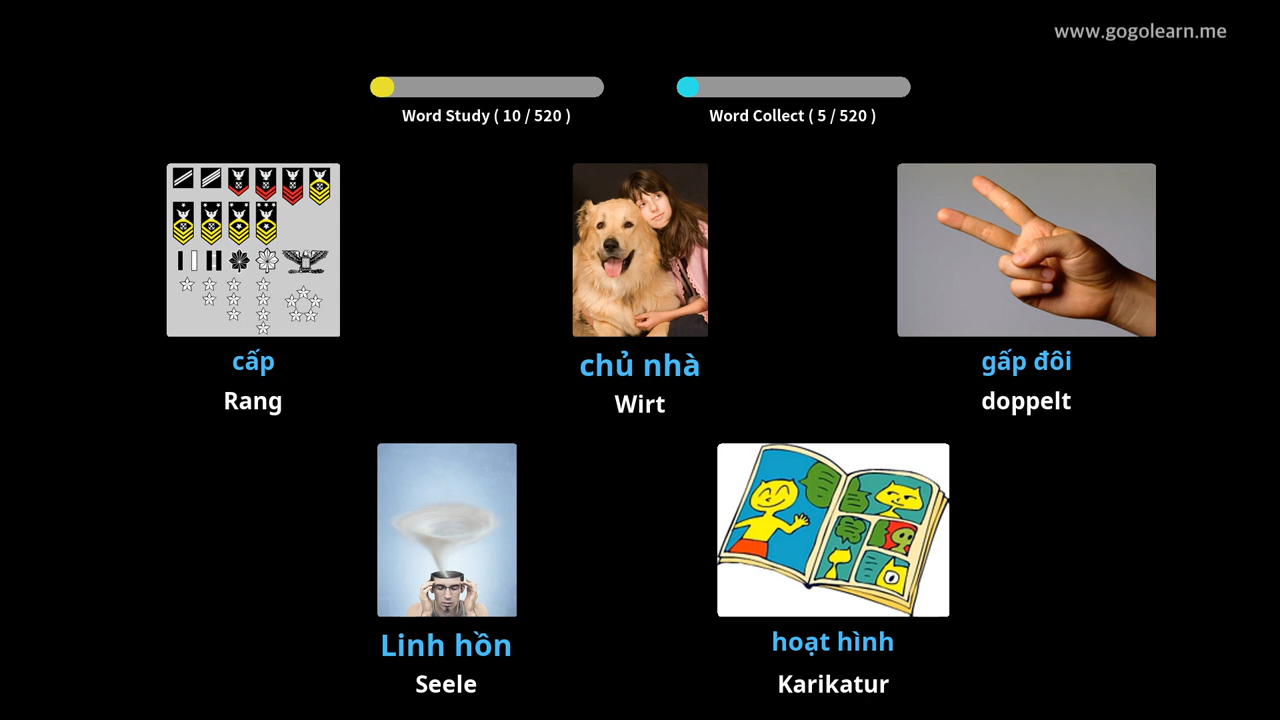 www.gogolearn.me
Word Study ( 10 / 520 )
Word Collect ( 5 / 520 )
cấp
Rang
chủ nhà
Wirt
gấp đôi
doppelt
Linh hồn
Seele
hoạt hình
Karikatur